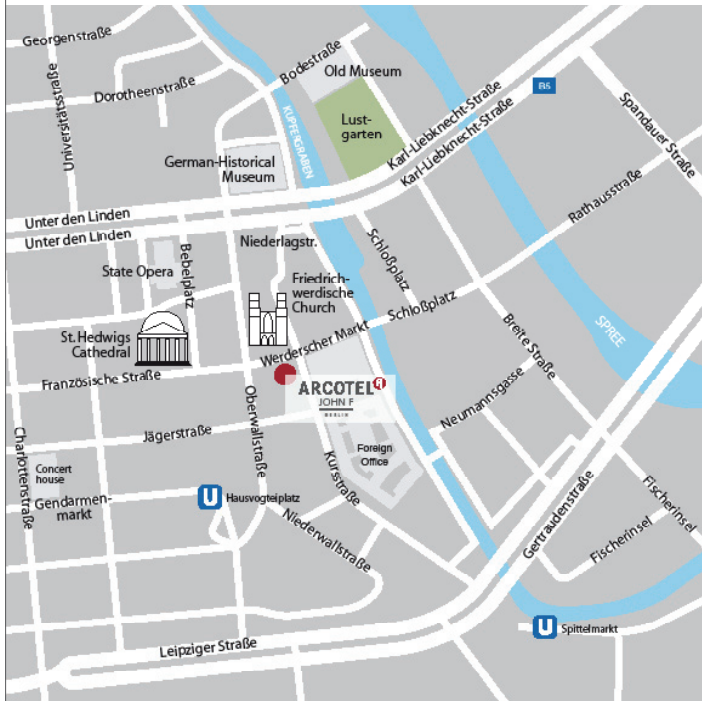 Georgenstraße
Universitätsstraße
Dorotheenstraße
Bodestraße
Old Museum
KUPFERGRABEN
Lust-
garten
Karl-Liebknecht-Straße
Karl-Liebknecht-Straße
B5
Spandauer Straße
German-Historical
Museum
Rathausstraße
Unter den Linden
Unter den Linden
Niederlagstr.
Schloßplatz
State Opera
Bebelplatz
Friedrich-
werdische
Church
Schloßplatz
Breite Straße
SPREE
St. Hedwigs
Cathedral
Werderscher Markt
Französische Straße
ARCOTEL
JOHN F
BERLIN
Oberwallstraße
Neumannsgasse
Jägerstraße
Charlottenstraße
Foreign
Office
Concert
house
Kurstraße
Gendarmen-
markt
U
Hausvogteiplatz
Niederwallstraße
Gertraudenstraße
Fischerinsel
Fischerinsel
Leipziger Straße
U
Spittelmarkt